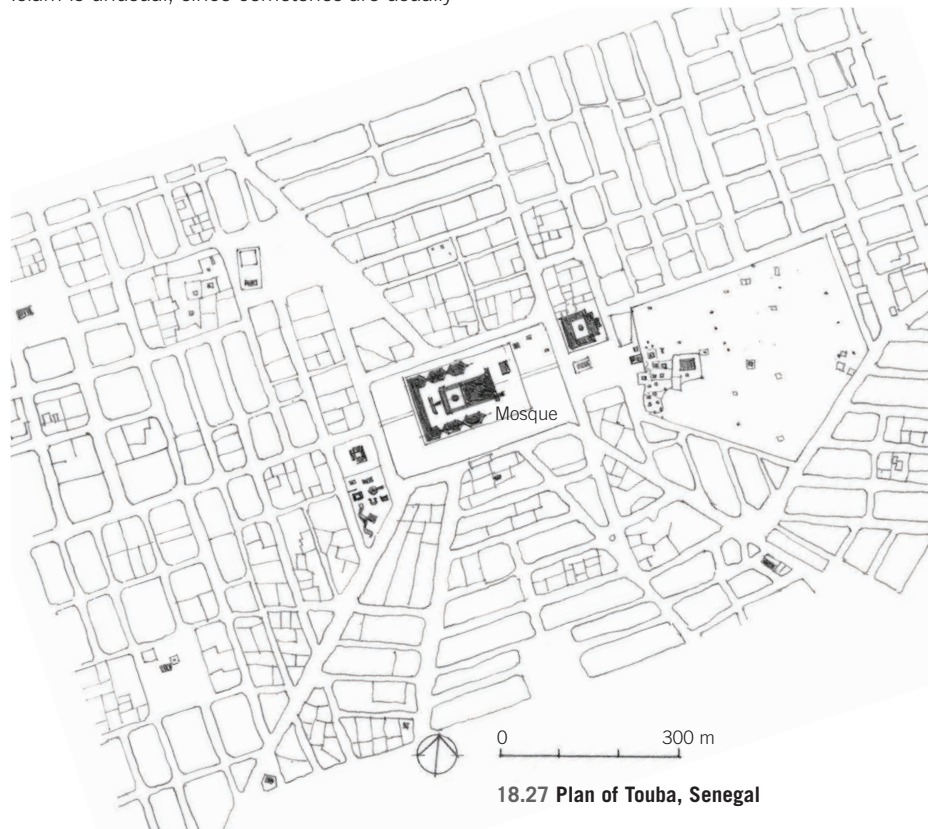 Islam is unusual, since cemeteries are usually
Mosque
0 300 m
18.27 Plan of Touba, Senegal